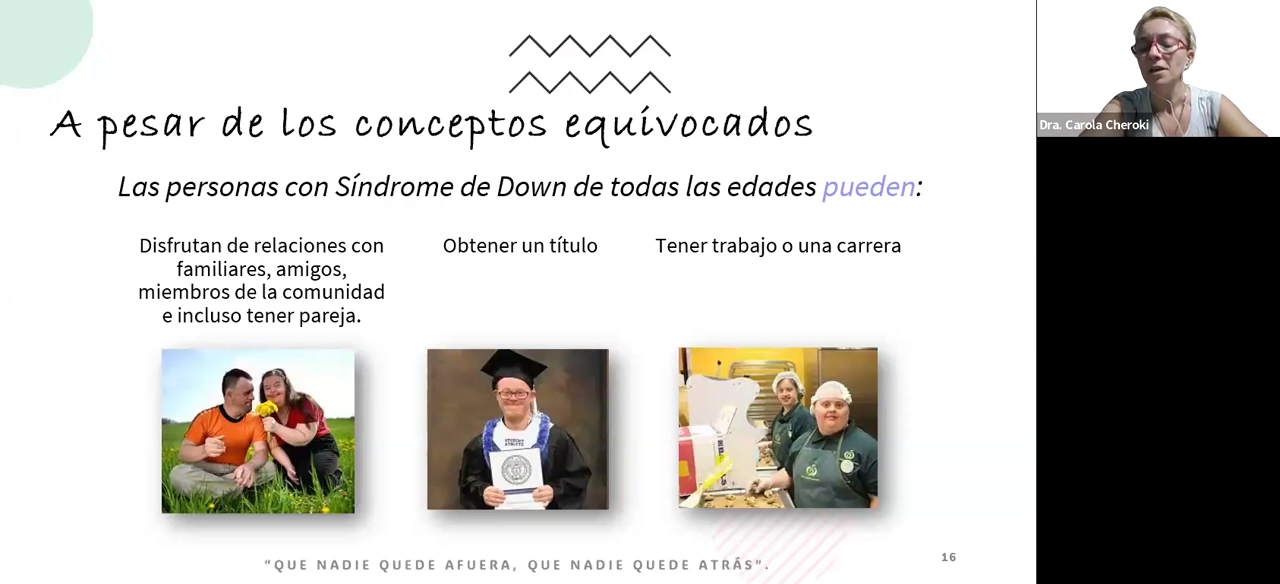 A pesar de los conceptos equivocados
Las personas con Síndrome de Down de todas las edades pueden:
Disfrutan de relaciones con
familiares, amigos,
miembros de la comunidad
e incluso tener pareja.
Obtener un título
Tener trabajo o una carrera
"QUE NADIE QUEDE AFUERA, QUE NADIE QUEDE ATRÁS".
16
Dra. Carola Cheroki